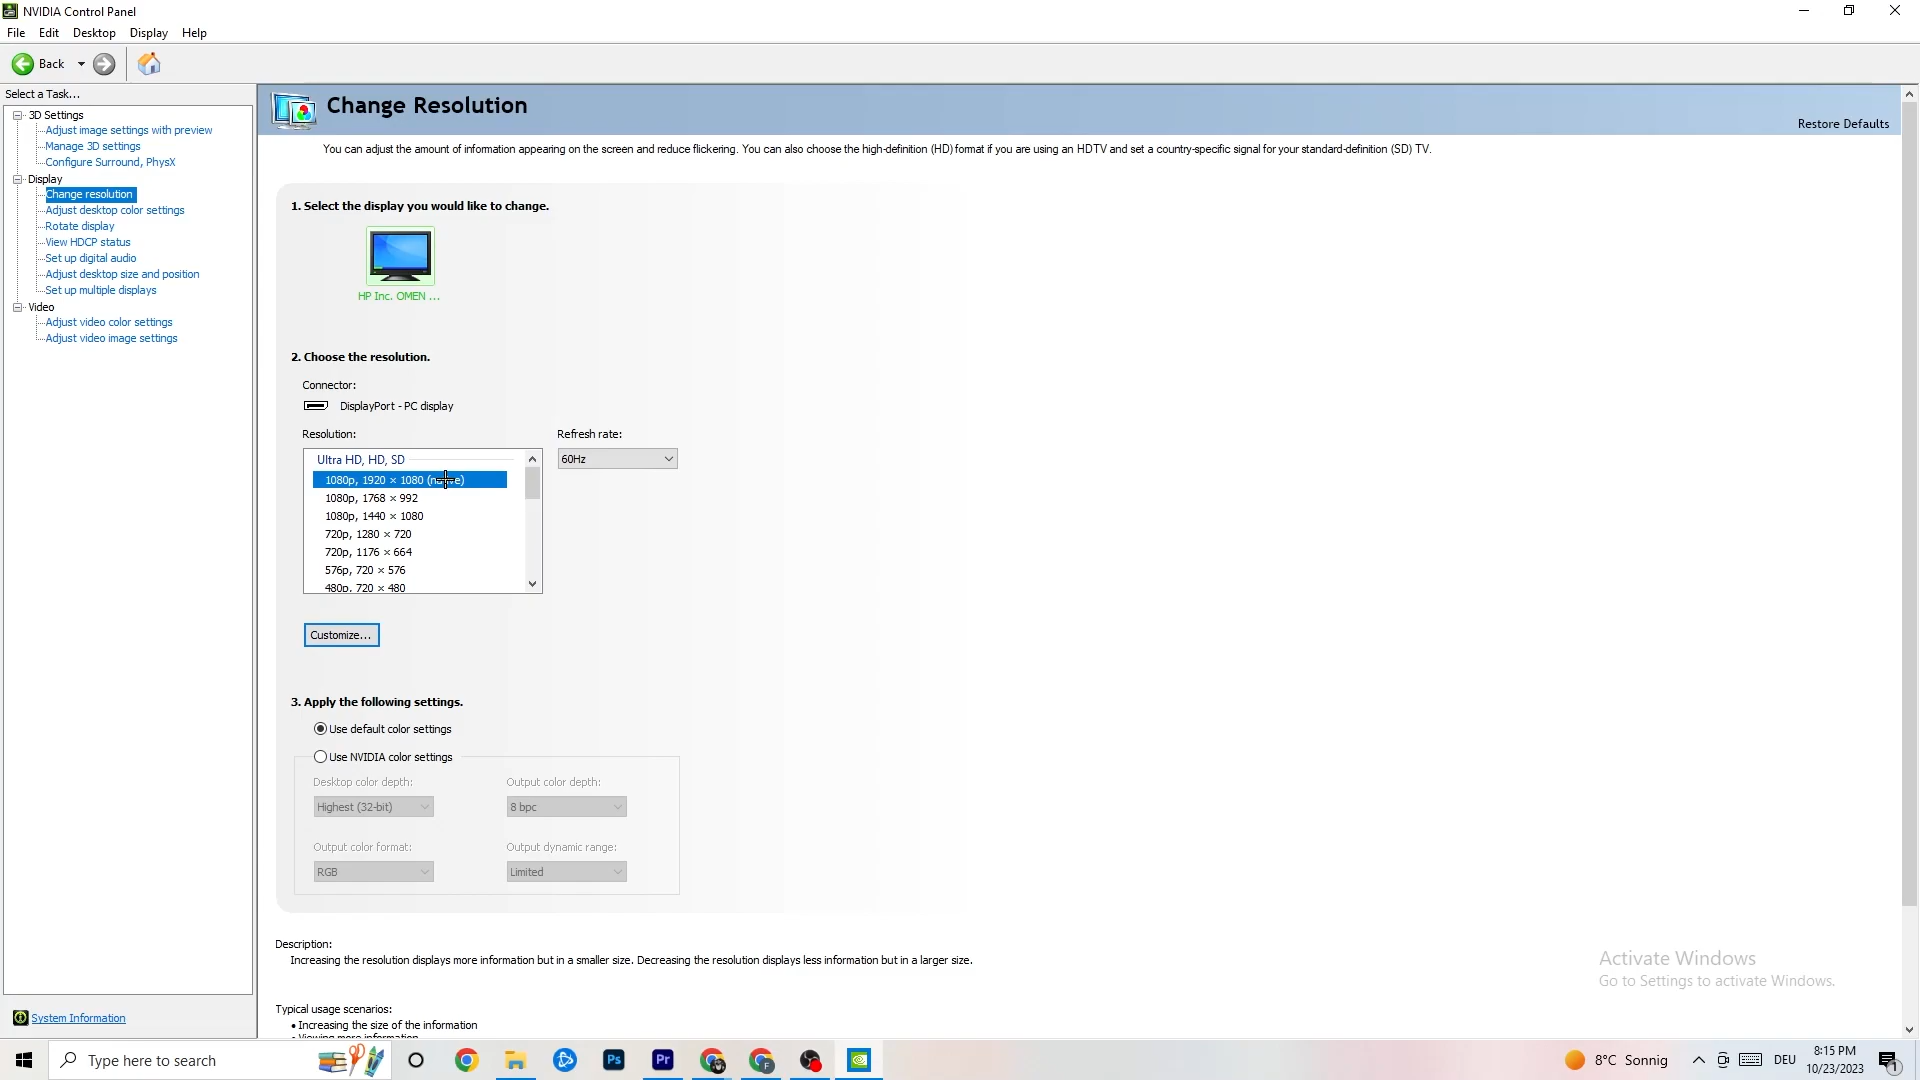 NVIDIA Control Panel
File Edit Desktop Display Help
Back
Select a Task...
3D Settings
Adjust image settings with preview
Manage 3D settings
Configure Surround, PhysX
Display
Change resolution
Adjust desktop color settings
Rotate display
View HDCP status
Set up digital audio
Adjust desktop size and position
Set up multiple displays
Video
Adjust video color settings
Adjust video image settings
System Information
Change Resolution
Restore Defaults
You can adjust the amount of information appearing on the screen and reduce flickering. You can also choose the high-definition (HD) format if you are using an HDTV and set a country-specific signal for your standard-definition (SD) TV.
1. Select the display you would like to change.
HP Inc. OMEN ...
2. Choose the resolution.
Connector:
DisplayPort - PC display
Resolution:
Refresh rate:
Ultra HD, HD, SD
60Hz
1080p, 1920 × 1080 (native)
1080p, 1768 × 992
1080p, 1440 × 1080
720p, 1280 × 720
720p, 1176 × 664
576p, 720 × 576
480p, 720 × 480
Customize...
3. Apply the following settings.
Use default color settings
Use NVIDIA color settings
Desktop color depth:
Output color depth:
Highest (32-bit)
8 bpc
Output color format:
Output dynamic range:
RGB
Limited
Description:
Increasing the resolution displays more information but in a smaller size. Decreasing the resolution displays less information but in a larger size.
Typical usage scenarios:
• Increasing the size of the information
• Viewing more information
Activate Windows
Go to Settings to activate Windows.
Type here to search
Ps
Pr
F
8°C Sonnig
DEU
8:15 PM
10/23/2023
1